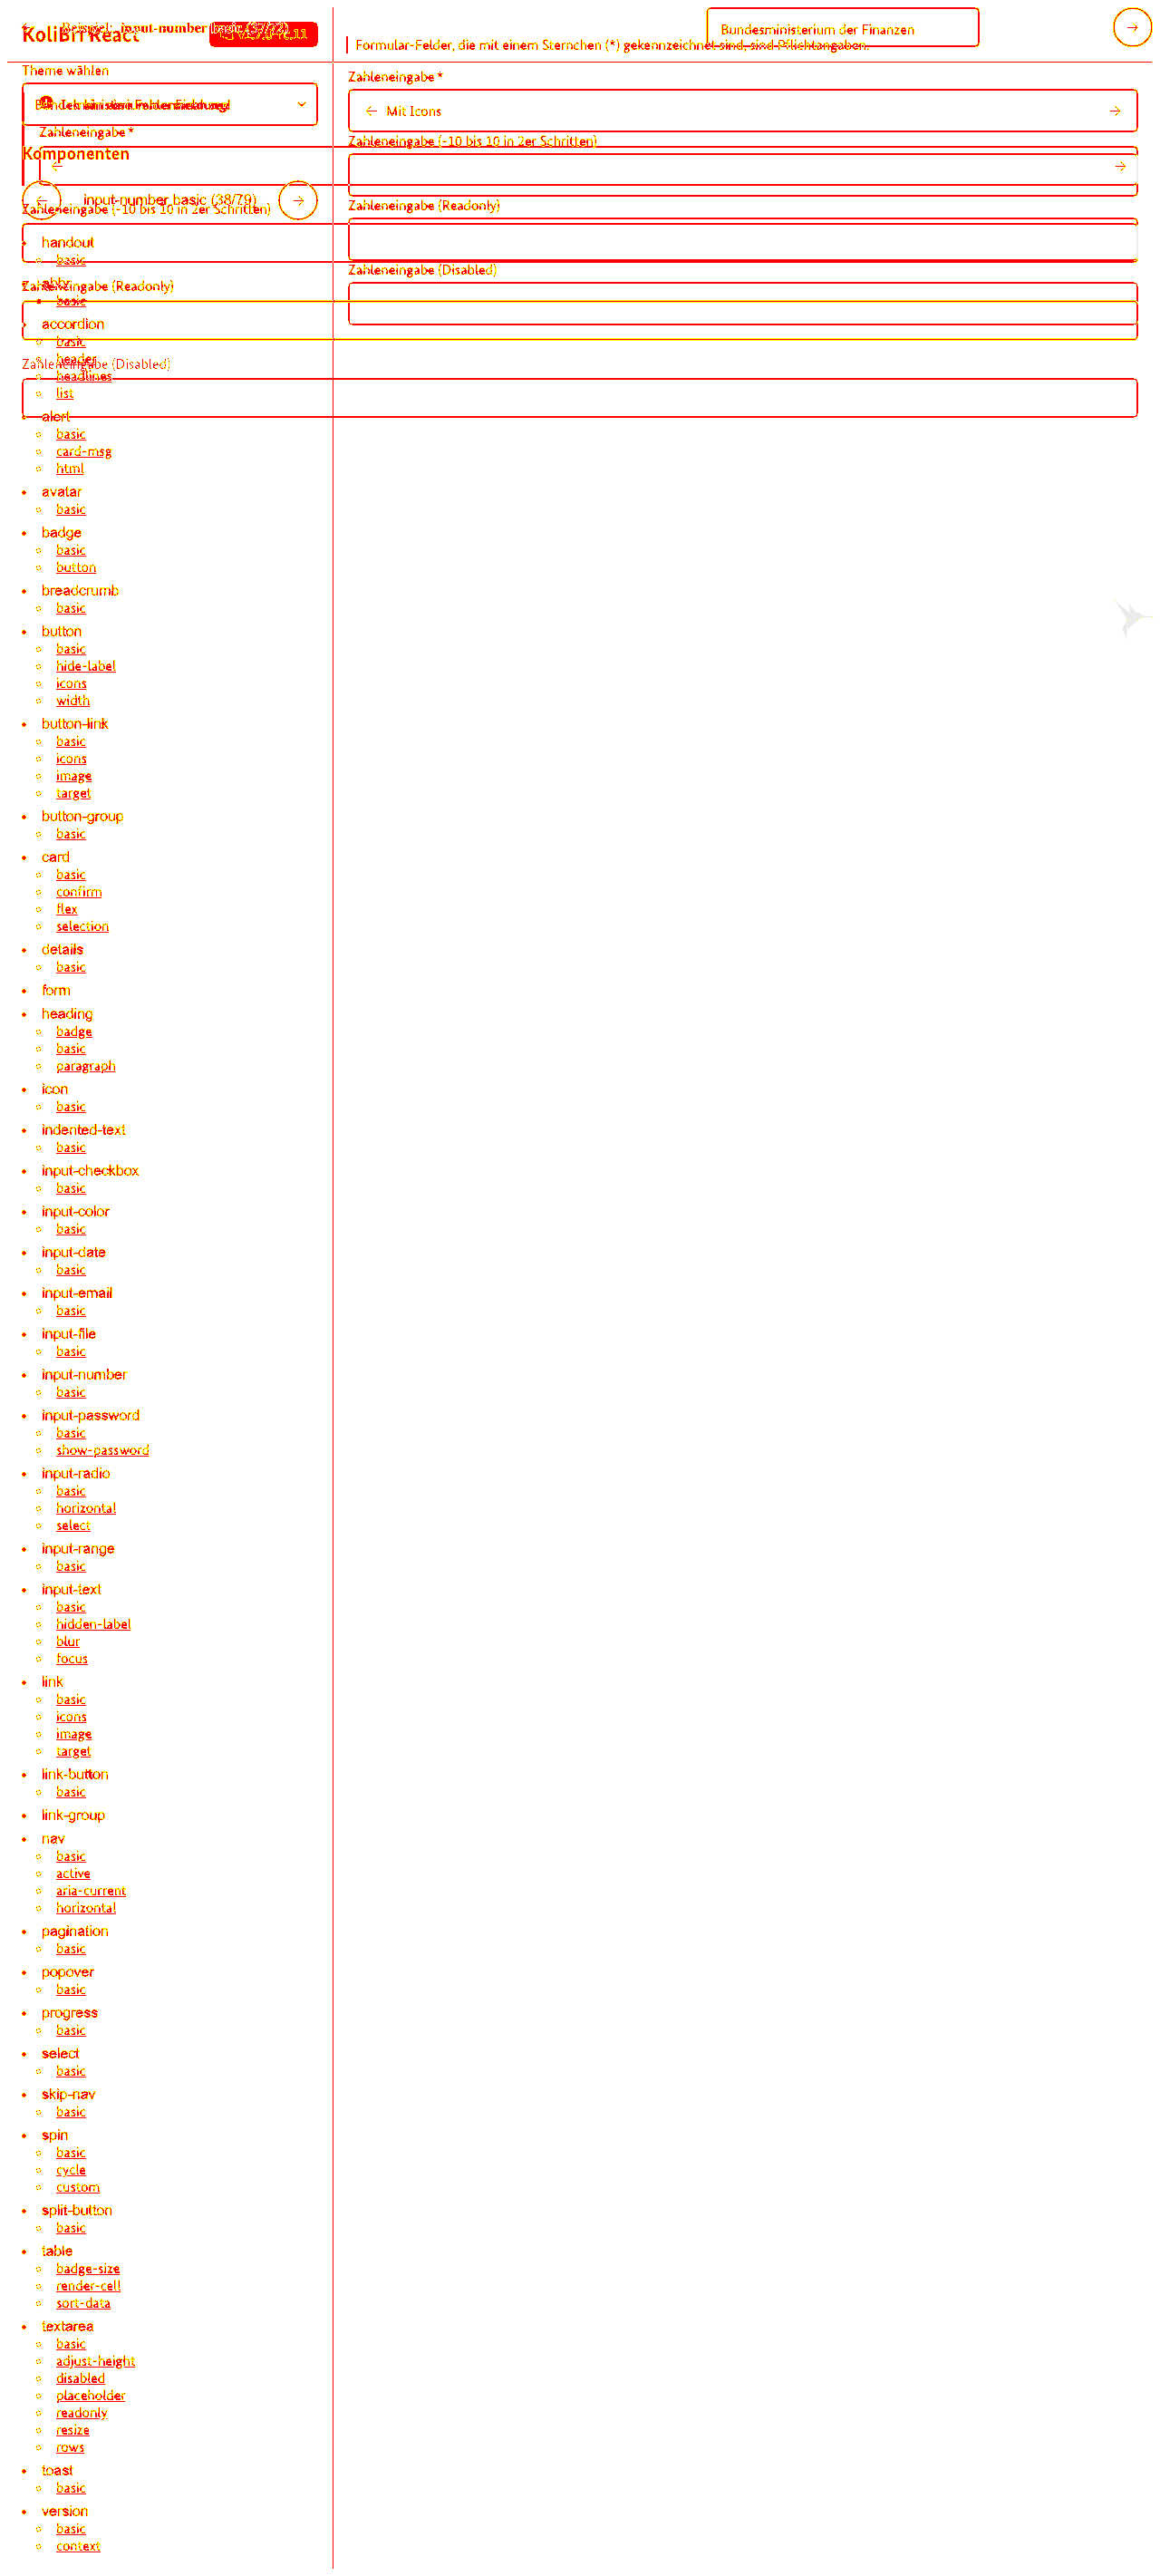 Beispiel: input-number basic (37/79)
KoliBri React
Bundesministerium der Finanzen
Formular-Felder, die mit einem Sternchen (*) gekennzeichnet sind, sind Pflichtangaben.
Theme wählen
Zahleneingabe *
Mit Icons
Zahleneingabe *
Zahleneingabe (-10 bis 10 in 2er Schritten)
Komponenten
input-number basic (38/79)
Zahleneingabe (-10 bis 10 in 2er Schritten)
Zahleneingabe (Readonly)
handout
basic
Zahleneingabe (Disabled)
abbr
Zahleneingabe (Readonly)
basic
accordion
basic
header
Zahleneingabe (Disabled)
headlines
list
alert
basic
card-msg
html
avatar
basic
badge
basic
button
breadcrumb
basic
button
basic
hide-label
icons
width
button-link
basic
icons
image
target
button-group
basic
card
basic
confirm
flex
selection
details
basic
form
heading
badge
basic
paragraph
icon
basic
indented-text
basic
input-checkbox
basic
input-color
basic
input-date
basic
input-email
basic
input-file
basic
input-number
basic
input-password
basic
show-password
input-radio
basic
horizontal
select
input-range
basic
input-text
basic
hidden-label
blur
focus
link
basic
icons
image
target
link-button
basic
link-group
nav
basic
active
aria-current
horizontal
pagination
basic
popover
basic
progress
basic
select
basic
skip-nav
basic
spin
basic
cycle
custom
split-button
basic
table
badge-size
render-cell
sort-data
textarea
basic
adjust-height
disabled
placeholder
readonly
resize
rows
toast
basic
version
basic
context